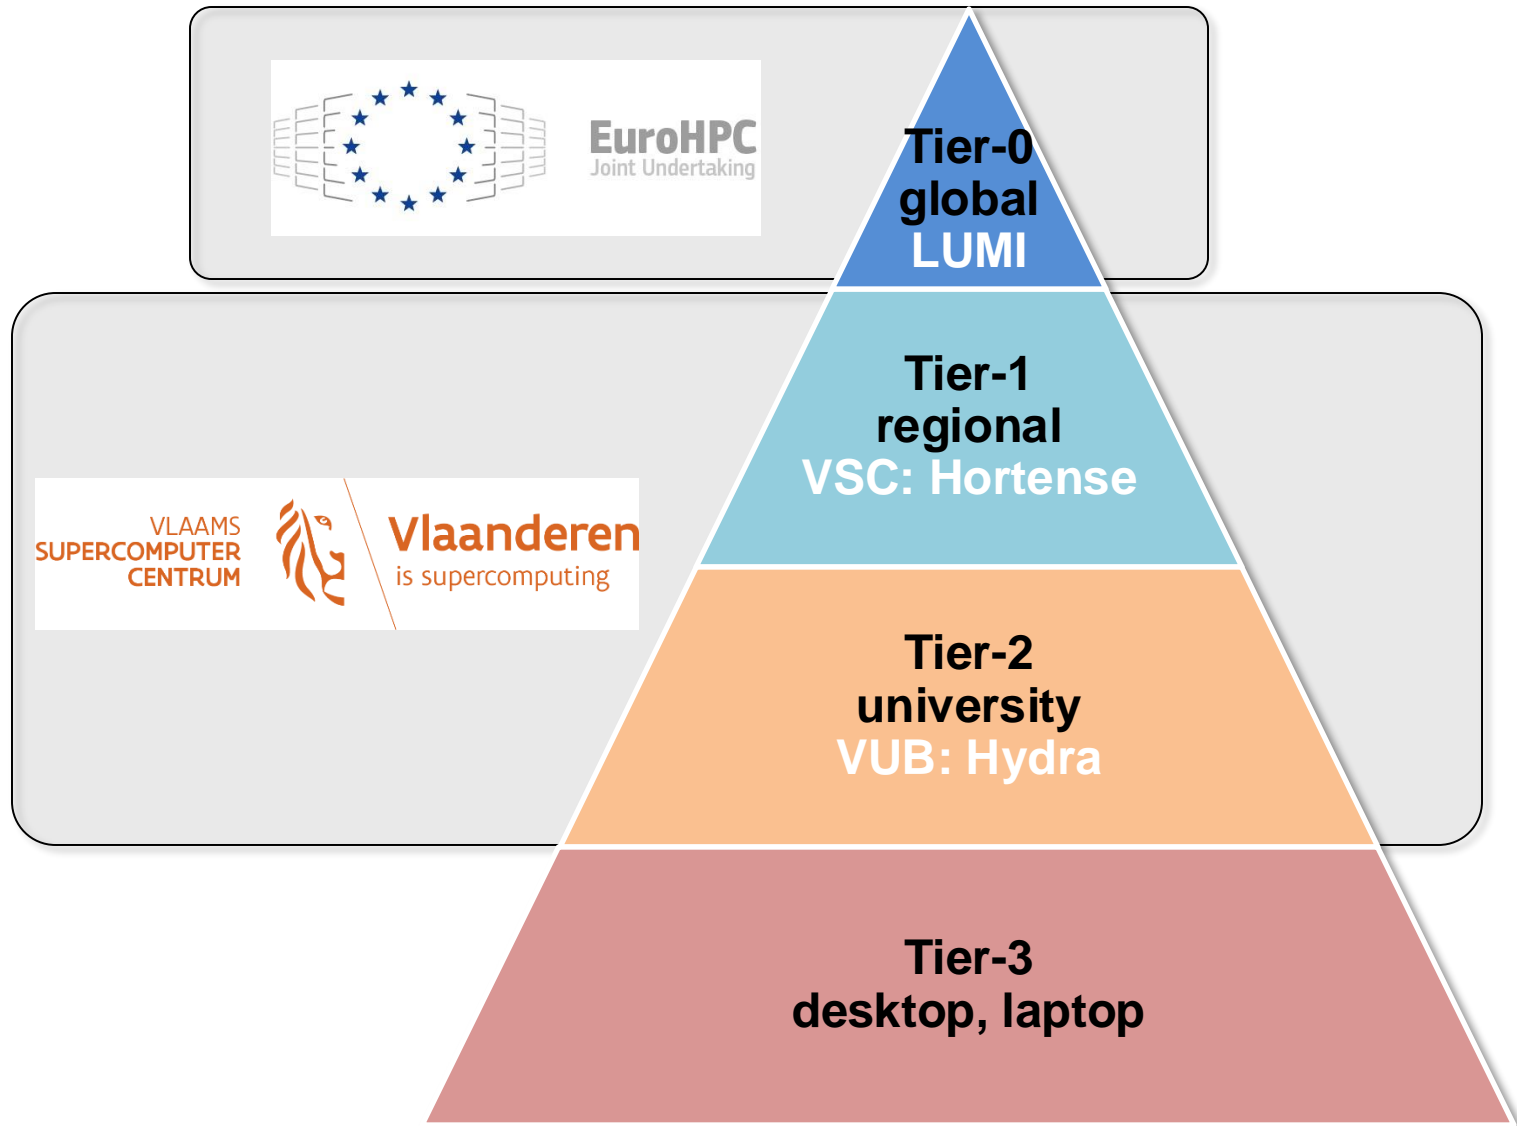 EuroHPC
Joint Undertaking
Tier-0
global
LUMI
Tier-1
regional
VSC: Hortense
VLAAMS
SUPERCOMPUTER
CENTRUM
Vlaanderen
is supercomputing
Tier-2
university
VUB: Hydra
Tier-3
desktop, laptop